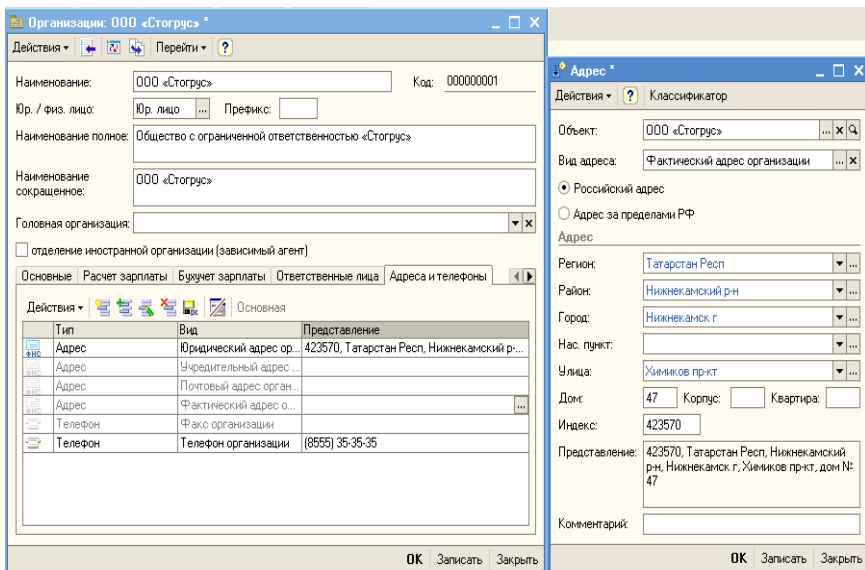 Организации: ООО «Стогрус» *
Действия Перейти ?
Наименование: ООО «Стогрус» Код: 000000001
Юр. / физ. лицо: Юр. лицо ... Префикс:
Наименование полное: Общество с ограниченной ответственностью «Стогрус»
Наименование сокращенное: ООО «Стогрус»
Головная организация:
отделение иностранной организации (зависимый агент)
Основные Расчет зарплаты Бухучет зарплаты Ответственные лица Адреса и телефоны
Действия Основная
Тип Вид Представление
Адрес Юридический адрес ор... 423570, Татарстан Респ, Нижнекамский р-...
Адрес Учредительный адрес ...
Адрес Почтовый адрес орган...
Адрес Фактический адрес о... ...
Телефон Факс организации
Телефон Телефон организации (8555) 35-35-35
OK Записать Закрыть
Адрес *
Действия ? Классификатор
Объект: ООО «Стогрус» ... x
Вид адреса: Фактический адрес организации ... x
Российский адрес
Адрес за пределами РФ
Адрес
Регион: Татарстан Респ ...
Район: Нижнекамский р-н ...
Город: Нижнекамск г ...
Нас. пункт: ...
Улица: Химиков пр-кт ...
Дом: 47 Корпус: Квартира:
Индекс: 423570
Представление: 423570, Татарстан Респ, Нижнекамский
р-н, Нижнекамск г, Химиков пр-кт, дом №
47
Комментарий:
OK Записать Закрыть